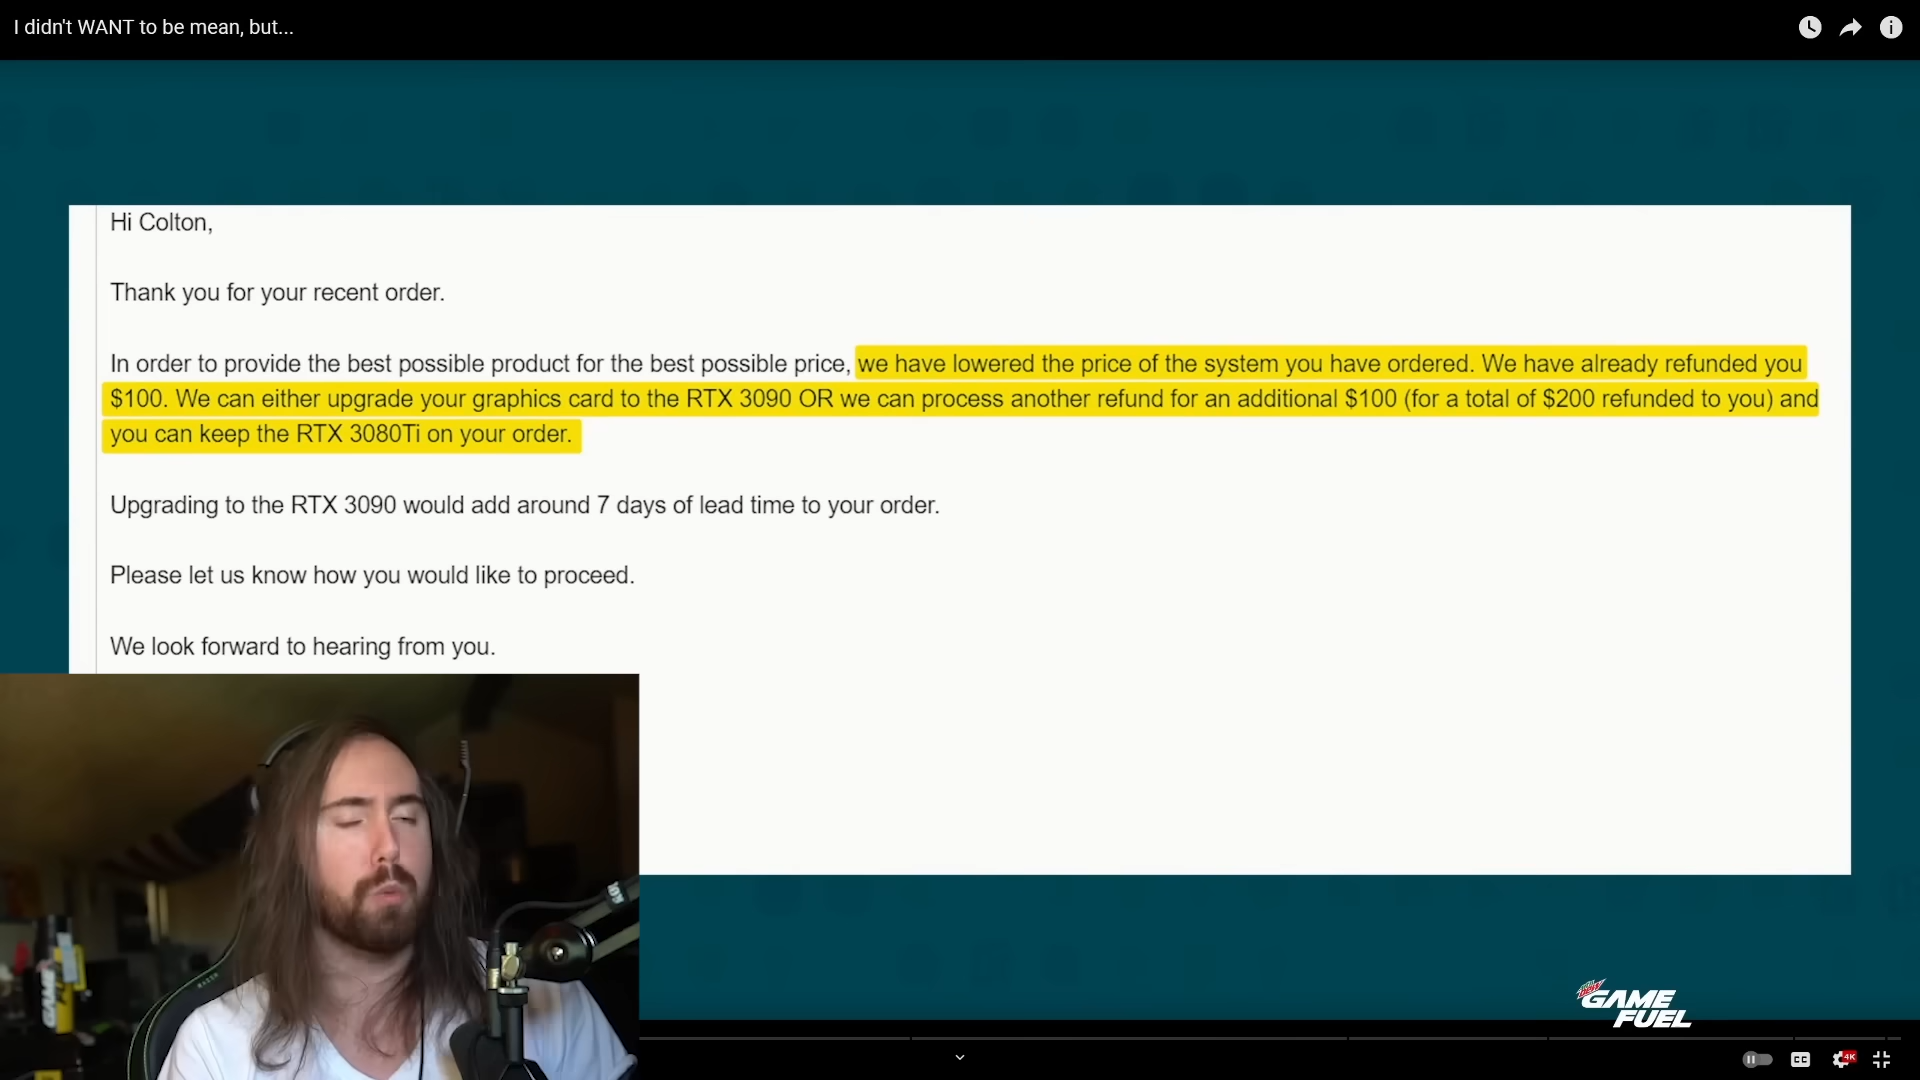 I didn't WANT to be mean, but...
Hi Colton,
Thank you for your recent order.
In order to provide the best possible product for the best possible price, we have lowered the price of the system you have ordered. We have already refunded you
$100. We can either upgrade your graphics card to the RTX 3090 OR we can process another refund for an additional $100 (for a total of $200 refunded to you) and
you can keep the RTX 3080Ti on your order.
Upgrading to the RTX 3090 would add around 7 days of lead time to your order.
Please let us know how you would like to proceed.
We look forward to hearing from you.
GAME
FUEL
CC
4K